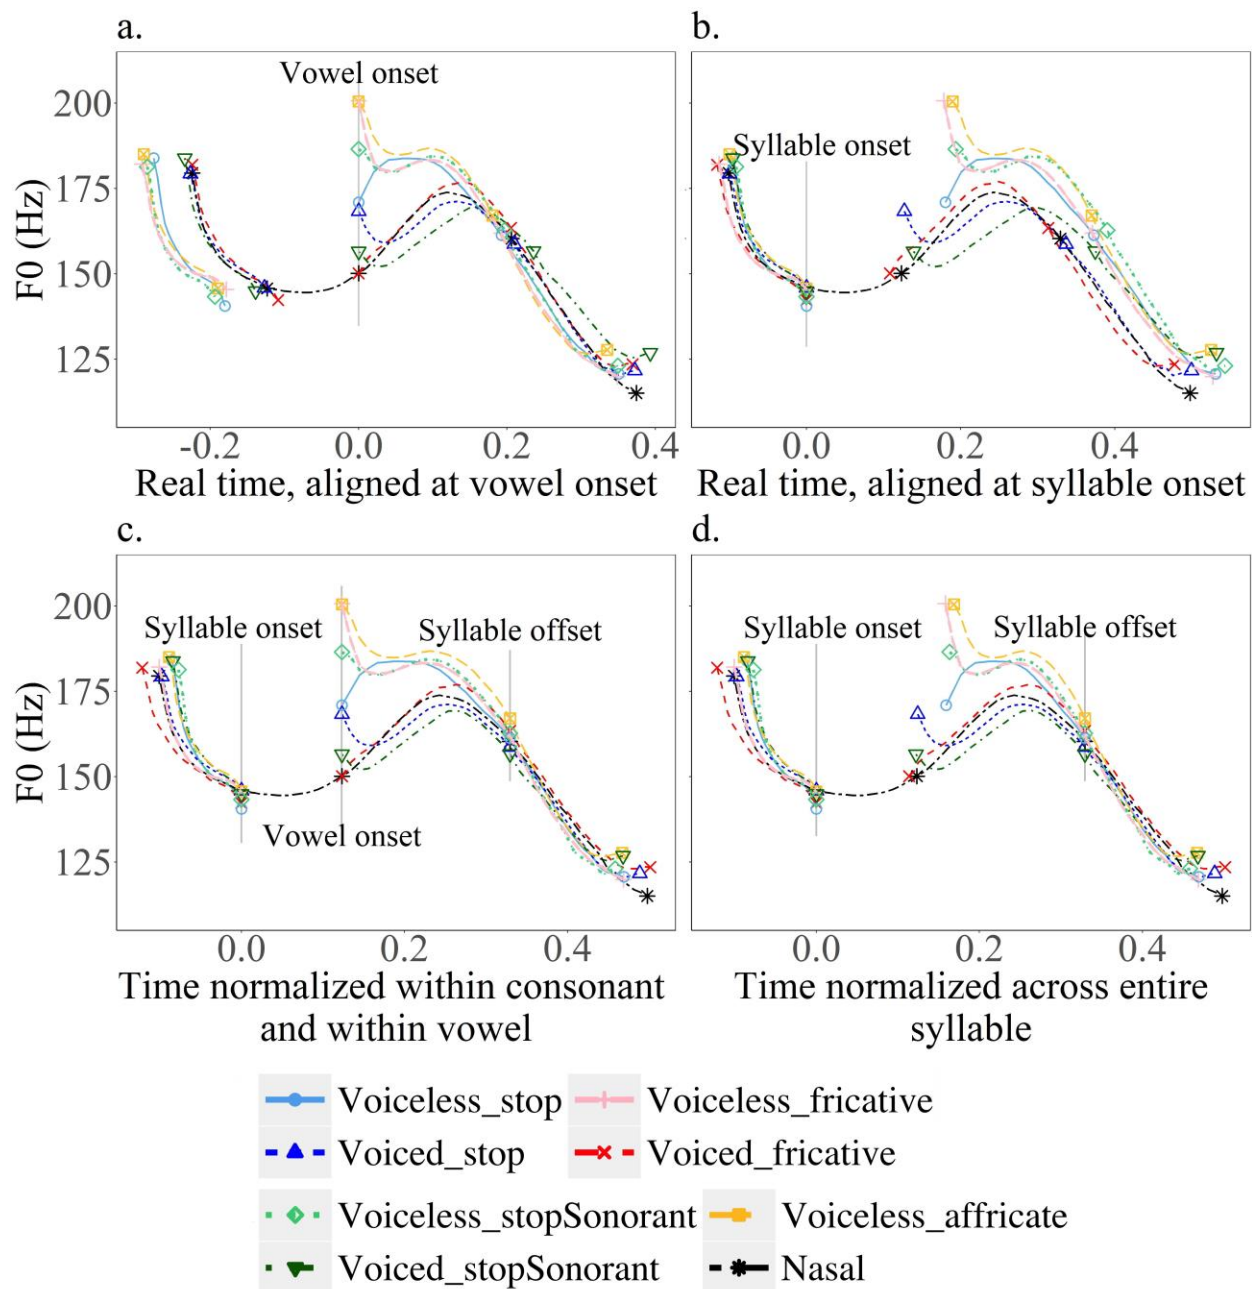 a.
b.
Vowel onset
Syllable onset
F0 (Hz)
200
175
150
125
-0.2
0.0
0.2
0.4
0.0
0.2
0.4
Real time, aligned at vowel onset
Real time, aligned at syllable onset
c.
d.
Syllable onset
Syllable offset
Vowel onset
Syllable onset
Syllable offset
F0 (Hz)
200
175
150
125
0.0
0.2
0.4
0.0
0.2
0.4
Time normalized within consonant
and within vowel
Time normalized across entire
syllable
Voiceless_stop
Voiceless_fricative
Voiced_stop
Voiced_fricative
Voiceless_stopSonorant
Voiceless_affricate
Voiced_stopSonorant
Nasal